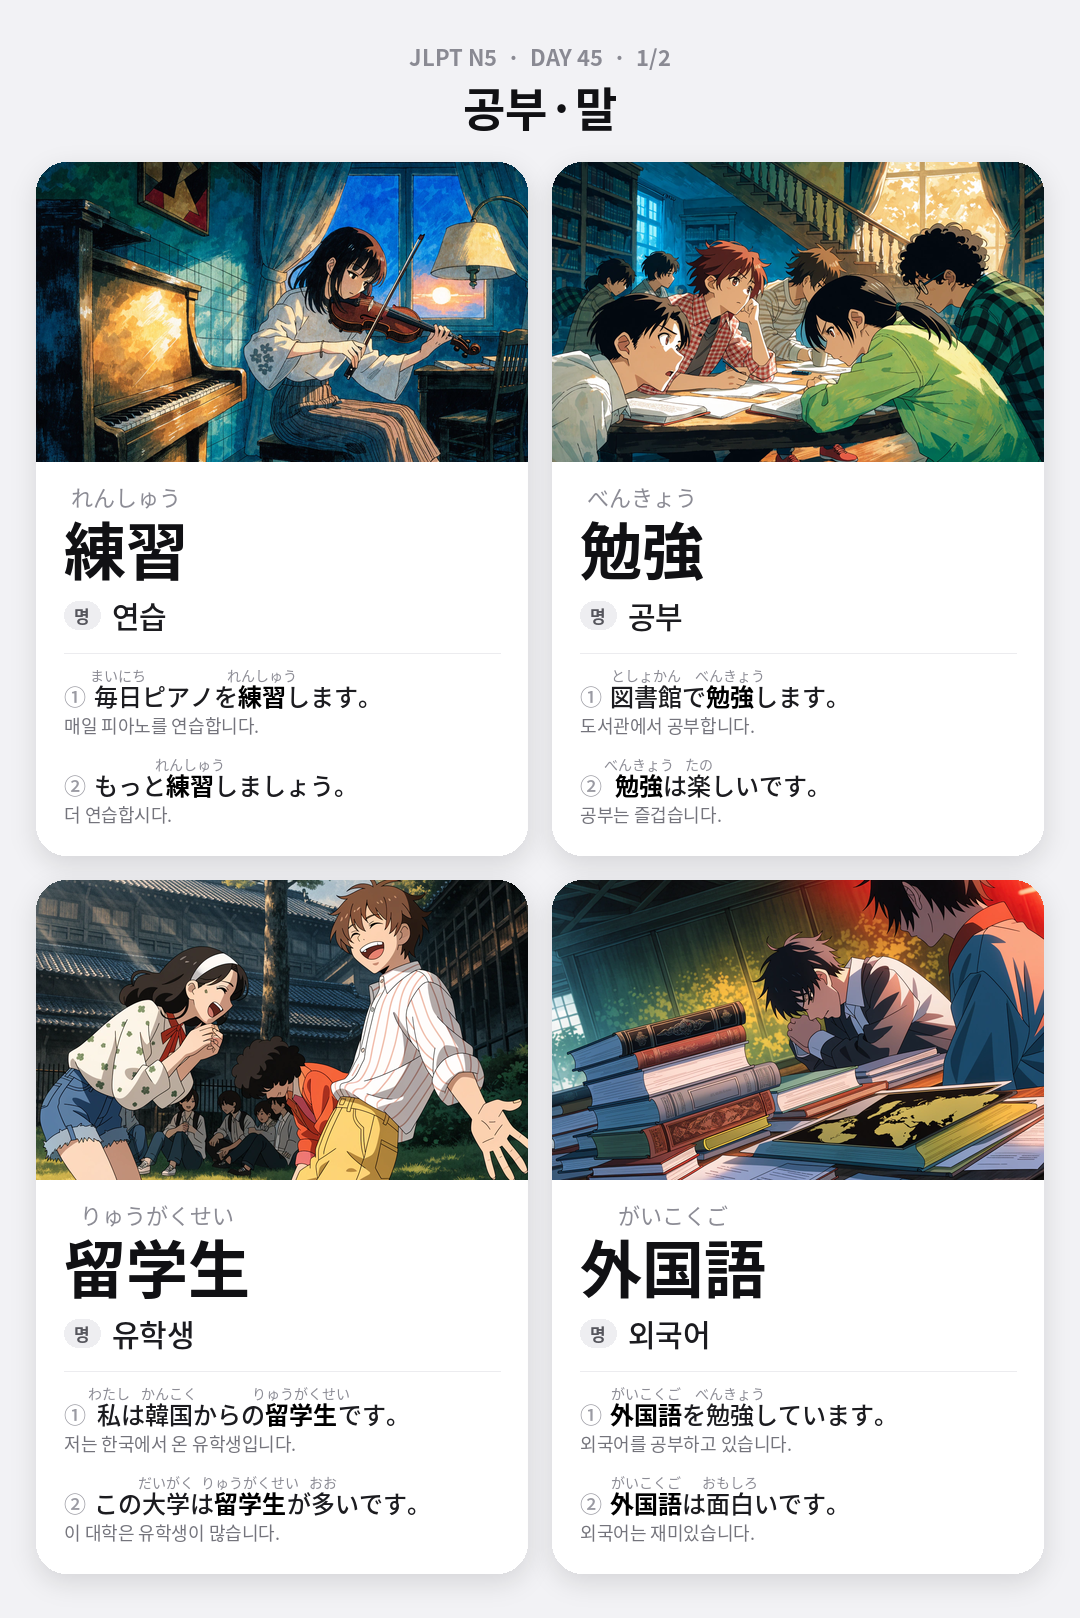 JLPT N5 · DAY 45 · 1/2
공부·말
れんしゅう
練習
명 연습
まいにち れんしゅう
① 毎日ピアノを練習します。
매일 피아노를 연습합니다.
れんしゅう
② もっと練習しましょう。
더 연습합시다.
べんきょう
勉強
명 공부
としょかん べんきょう
① 図書館で勉強します。
도서관에서 공부합니다.
べんきょう たの
② 勉強は楽しいです。
공부는 즐겁습니다.
りゅうがくせい
留学生
명 유학생
わたし かんこく りゅうがくせい
① 私は韓国からの留学生です。
저는 한국에서 온 유학생입니다.
だいがく りゅうがくせい おお
② この大学は留学生が多いです。
이 대학은 유학생이 많습니다.
がいこくご
外国語
명 외국어
がいこくご べんきょう
① 外国語を勉強しています。
외국어를 공부하고 있습니다.
がいこくご おもしろ
② 外国語は面白いです。
외국어는 재미있습니다.